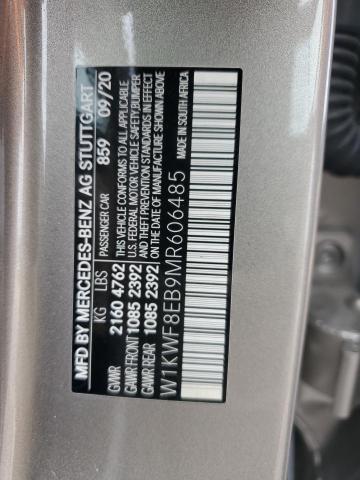 MFD BY MERCEDES-BENZ AG STUTTGART
PASSENGER CAR 859 09/20
KG LBS
GVWR 2160 4762
GAWR FRONT 1085 2392
GAWR REAR 1085 2392
THIS VEHICLE CONFORMS TO ALL APPLICABLE
U.S. FEDERAL MOTOR VEHICLE SAFETY, BUMPER, AND
THEFT PREVENTION STANDARDS IN EFFECT
ON THE DATE OF MANUFACTURE SHOWN ABOVE
W1KWF8EB9MR606485
MADE IN SOUTH AFRICA